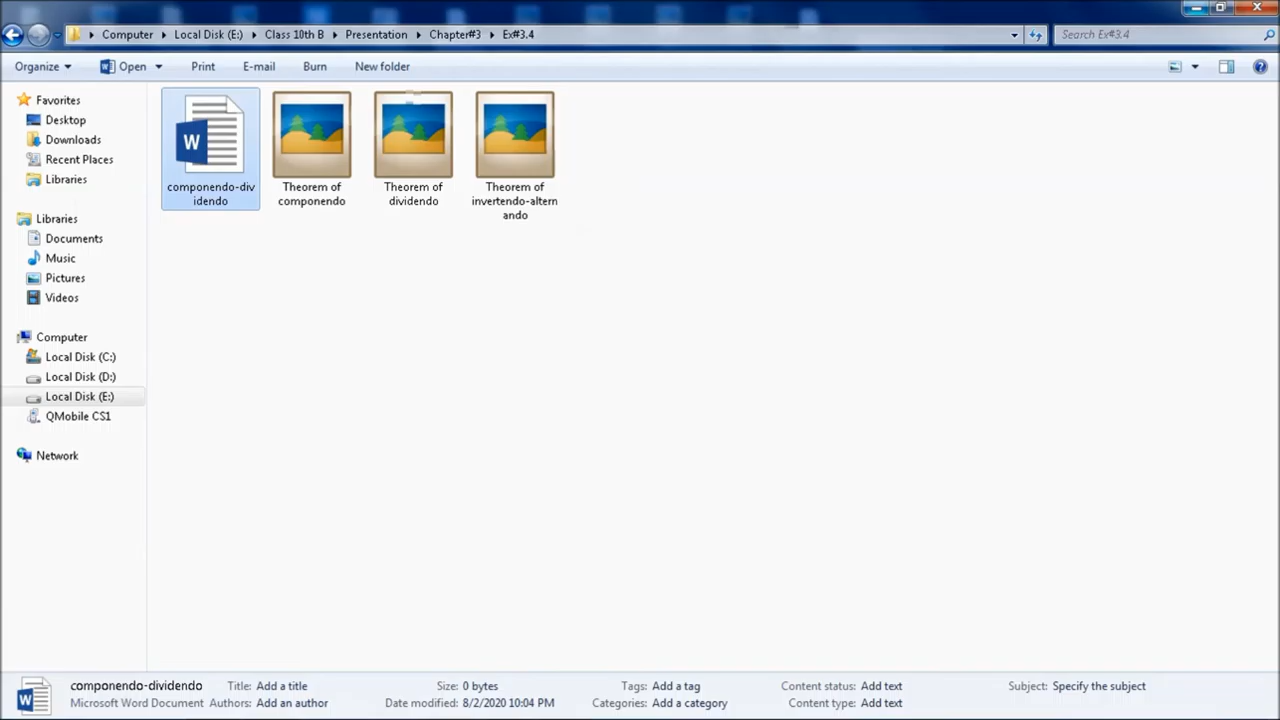 Computer Local Disk (E:) Class 10th B Presentation Chapter#3 Ex#3.4 Search Ex#3.4
Organize Open Print E-mail Burn New folder
Favorites
Desktop
Downloads
Recent Places
Libraries
Libraries
Documents
Music
Pictures
Videos
Computer
Local Disk (C:)
Local Disk (D:)
Local Disk (E:)
QMobile CS1
Network
W
componendo-div
idendo
Theorem of
componendo
Theorem of
dividendo
Theorem of
invertendo-altern
ando
componendo-dividendo Title: Add a title Size: 0 bytes Tags: Add a tag Content status: Add text Subject: Specify the subject
Microsoft Word Document Authors: Add an author Date modified: 8/2/2020 10:04 PM Categories: Add a category Content type: Add text